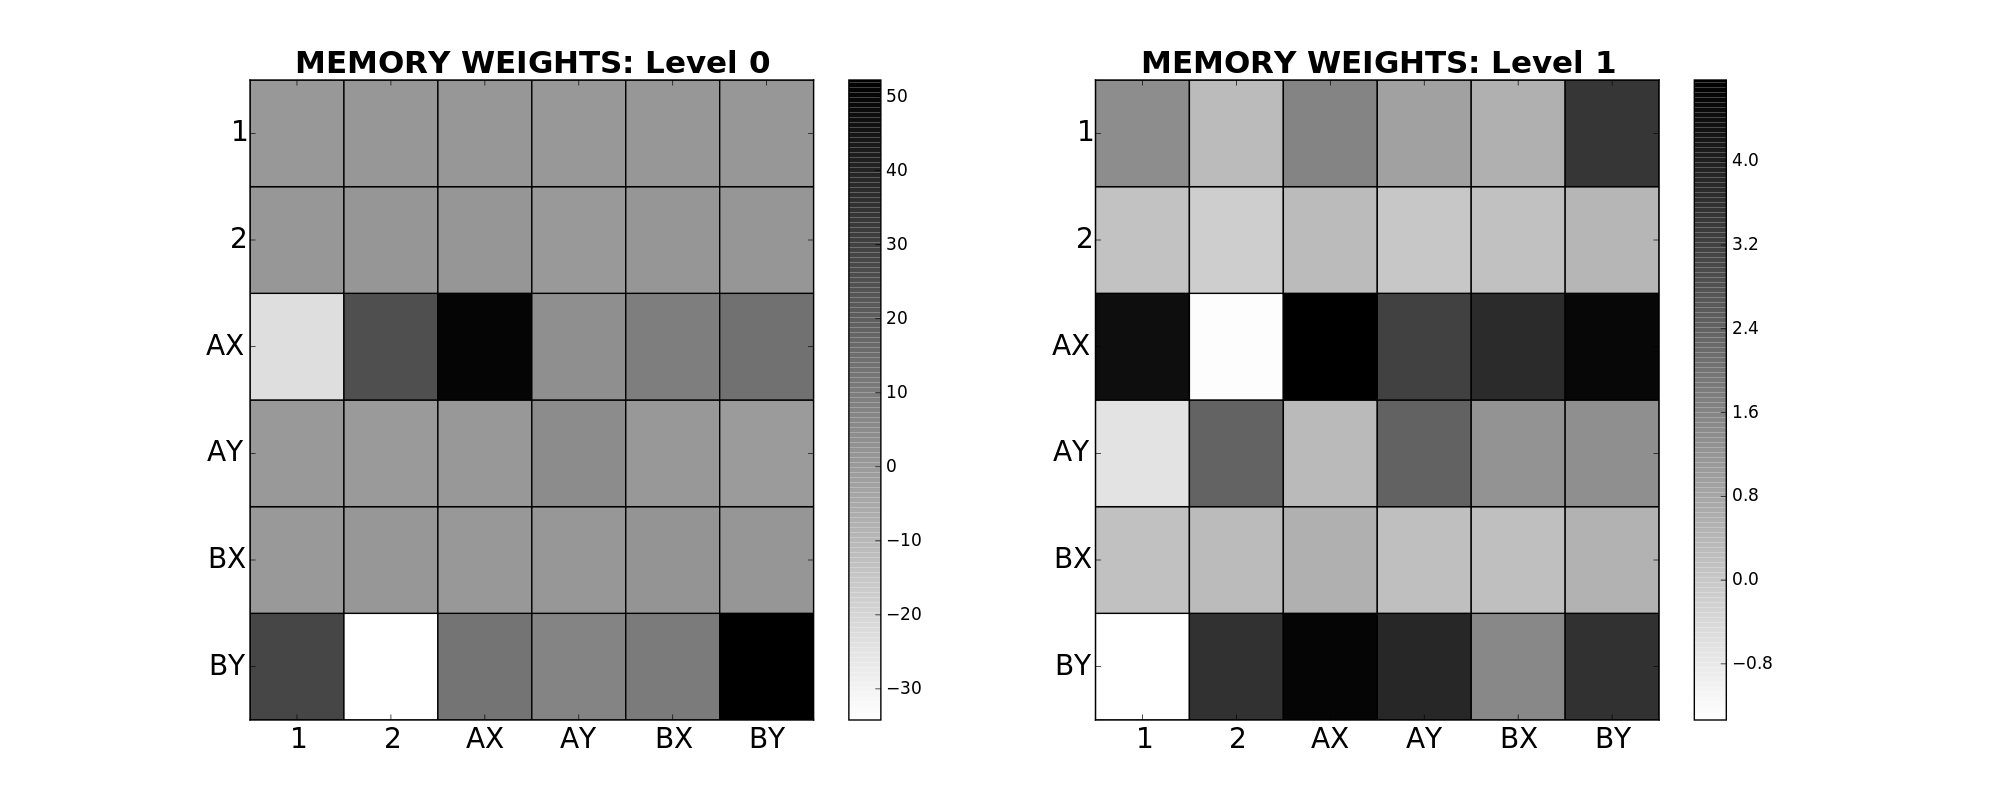 MEMORY WEIGHTS: Level 0
1
2
AX
AY
BX
BY
1 2 AX AY BX BY
50
40
30
20
10
0
−10
−20
−30
MEMORY WEIGHTS: Level 1
1
2
AX
AY
BX
BY
1 2 AX AY BX BY
4.0
3.2
2.4
1.6
0.8
0.0
−0.8